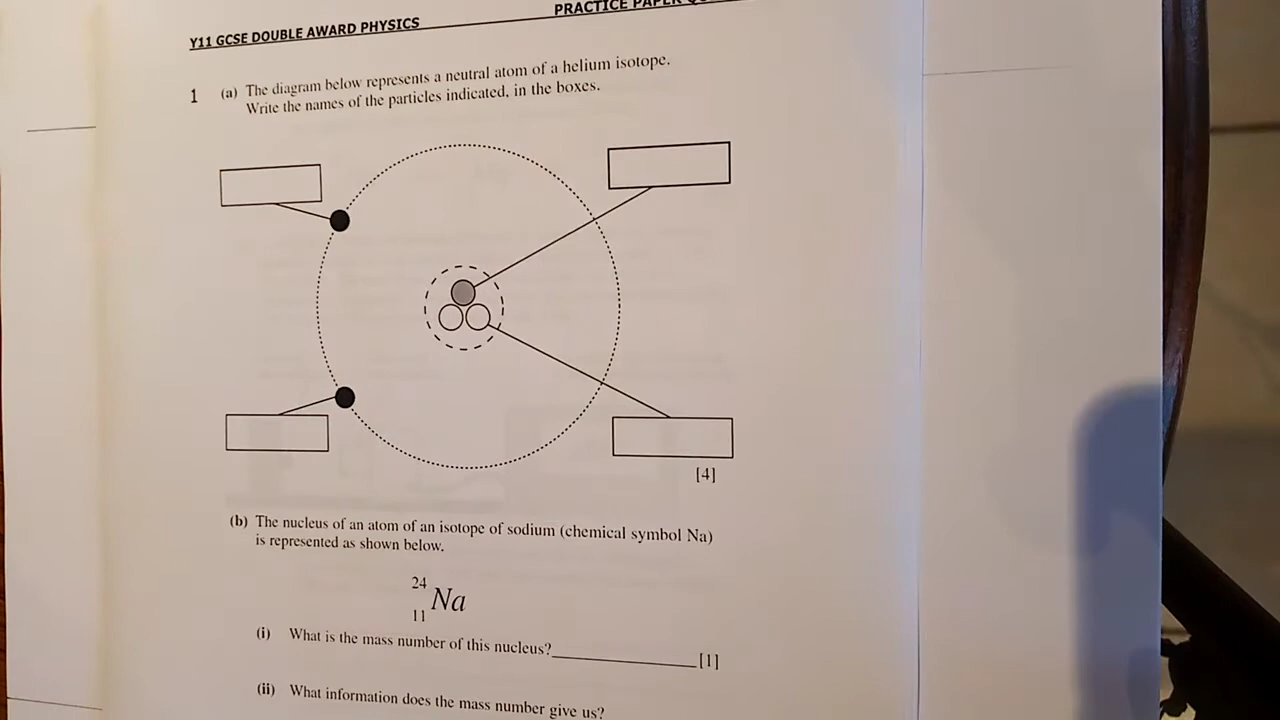 PRACTICE PAPER
Y11 GCSE DOUBLE AWARD PHYSICS
1 (a) The diagram below represents a neutral atom of a helium isotope.
Write the names of the particles indicated, in the boxes.
[4]
(b) The nucleus of an atom of an isotope of sodium (chemical symbol Na)
is represented as shown below.
24
Na
11
(i) What is the mass number of this nucleus?____________[1]
(ii) What information does the mass number give us?